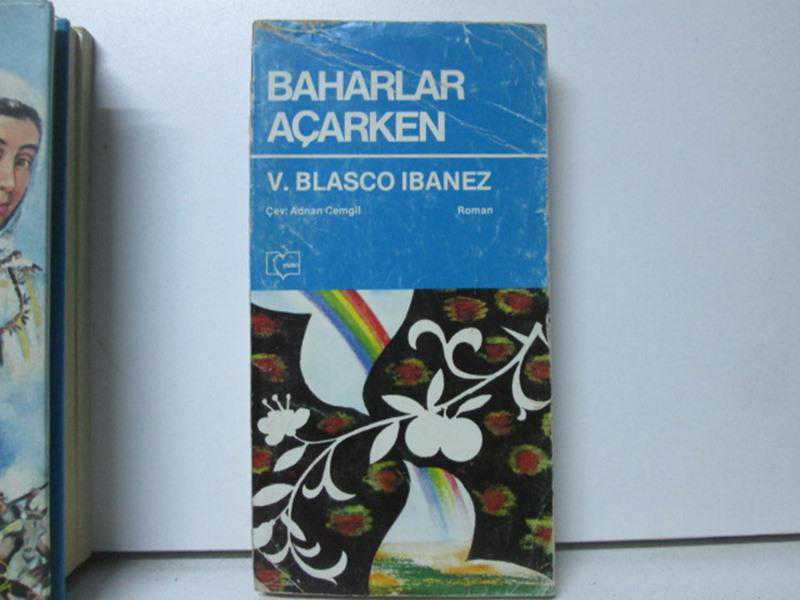 BAHARLAR
AÇARKEN
V. BLASCO IBANEZ
Çev: Adnan Cemgil Roman